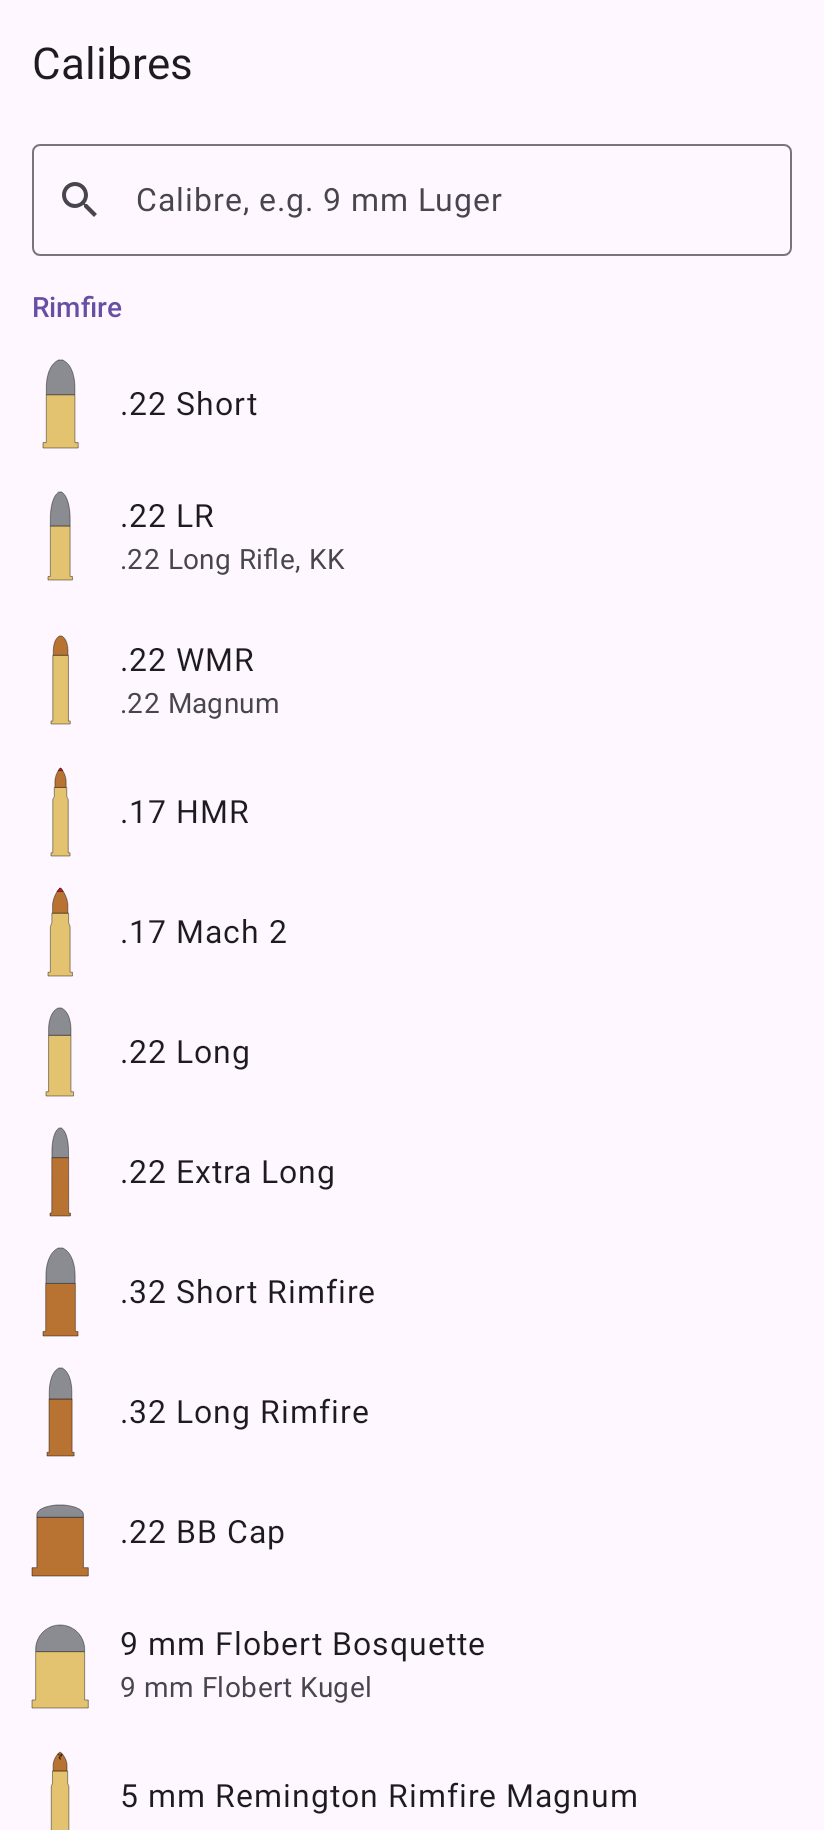 Calibres
Calibre, e.g. 9 mm Luger
Rimfire
.22 Short
.22 LR
.22 Long Rifle, KK
.22 WMR
.22 Magnum
.17 HMR
.17 Mach 2
.22 Long
.22 Extra Long
.32 Short Rimfire
.32 Long Rimfire
.22 BB Cap
9 mm Flobert Bosquette
9 mm Flobert Kugel
5 mm Remington Rimfire Magnum